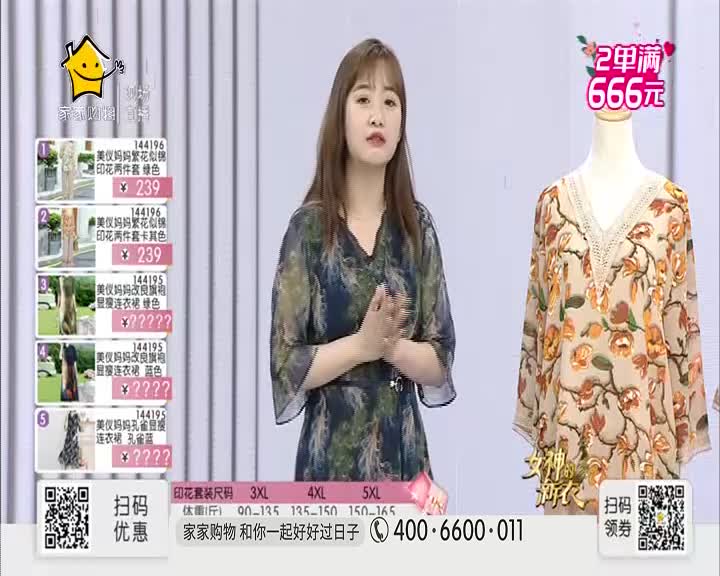 家家购物
2单满
666元
1
144196
美仪妈妈繁花似锦
印花两件套 绿色
¥ 239
2
144196
美仪妈妈繁花似锦
印花两件套卡其色
¥ 239
3
144195
美仪妈妈改良旗袍
显瘦连衣裙 绿色
¥?????
4
144195
美仪妈妈改良旗袍
显瘦连衣裙 蓝色
¥????
5
144195
美仪妈妈孔雀显瘦
连衣裙 孔雀蓝
¥????
女神的
新衣
印花套装尺码 3XL 4XL 5XL
体重(斤) 90-135 135-150 150-165
扫码
优惠
家家购物 和你一起好好过日子
400·6600·011
扫码
领券